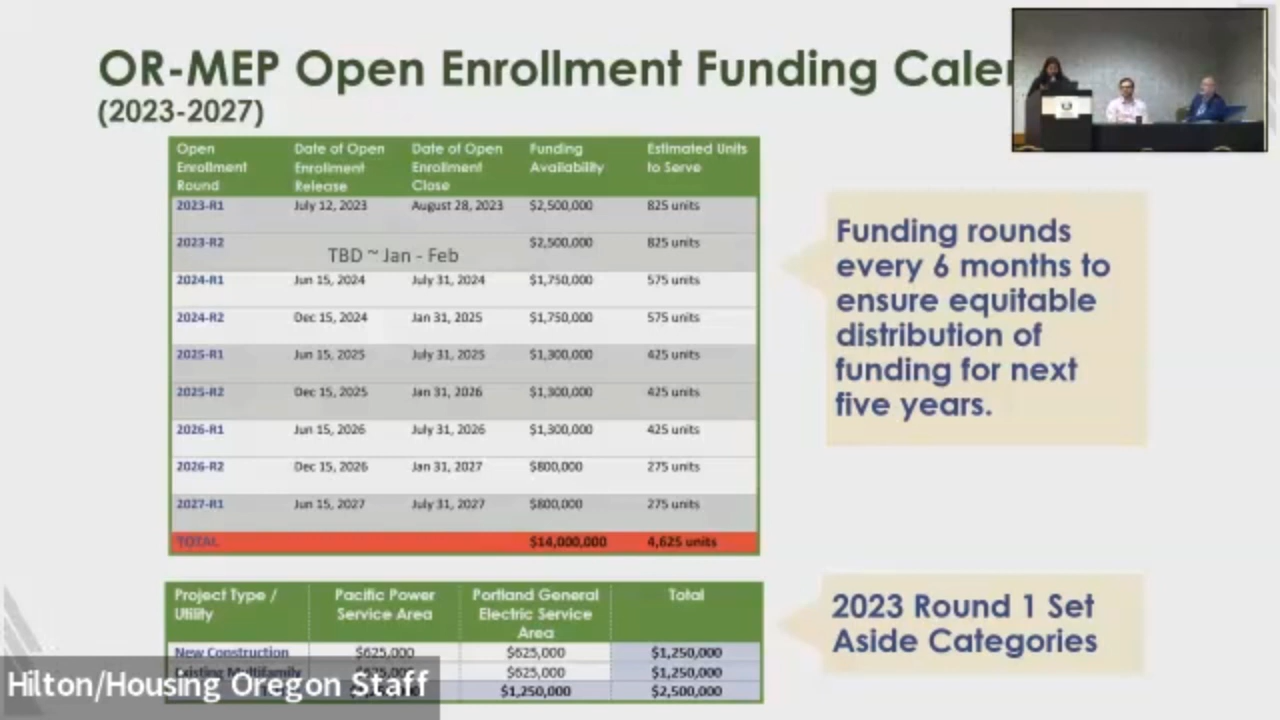 OR-MEP Open Enrollment Funding Caler
(2023-2027)
Open Enrollment Round | Date of Open Enrollment Release | Date of Open Enrollment Close | Funding Availability | Estimated Units to Serve
2023-R1 July 12, 2023 August 28, 2023 $2,500,000 825 units
2023-R2 TBD ~ Jan - Feb $2,500,000 825 units
2024-R1 Jun 15, 2024 July 31, 2024 $1,750,000 575 units
2024-R2 Dec 15, 2024 Jan 31, 2025 $1,750,000 575 units
2025-R1 Jun 15, 2025 July 31, 2025 $1,300,000 425 units
2025-R2 Dec 15, 2025 Jan 31, 2026 $1,300,000 425 units
2026-R1 Jun 15, 2026 July 31, 2026 $1,300,000 425 units
2026-R2 Dec 15, 2026 Jan 31, 2027 $800,000 275 units
2027-R1 Jun 15, 2027 July 31, 2027 $800,000 275 units
TOTAL $14,000,000 4,625 units
Funding rounds
every 6 months to
ensure equitable
distribution of
funding for next
five years.
Project Type / Utility | Pacific Power Service Area | Portland General Electric Service Area | Total
New Construction $625,000 $625,000 $1,250,000
Existing Multifamily $625,000 $625,000 $1,250,000
$1,250,000 $2,500,000
2023 Round 1 Set
Aside Categories
Hilton/Housing Oregon Staff